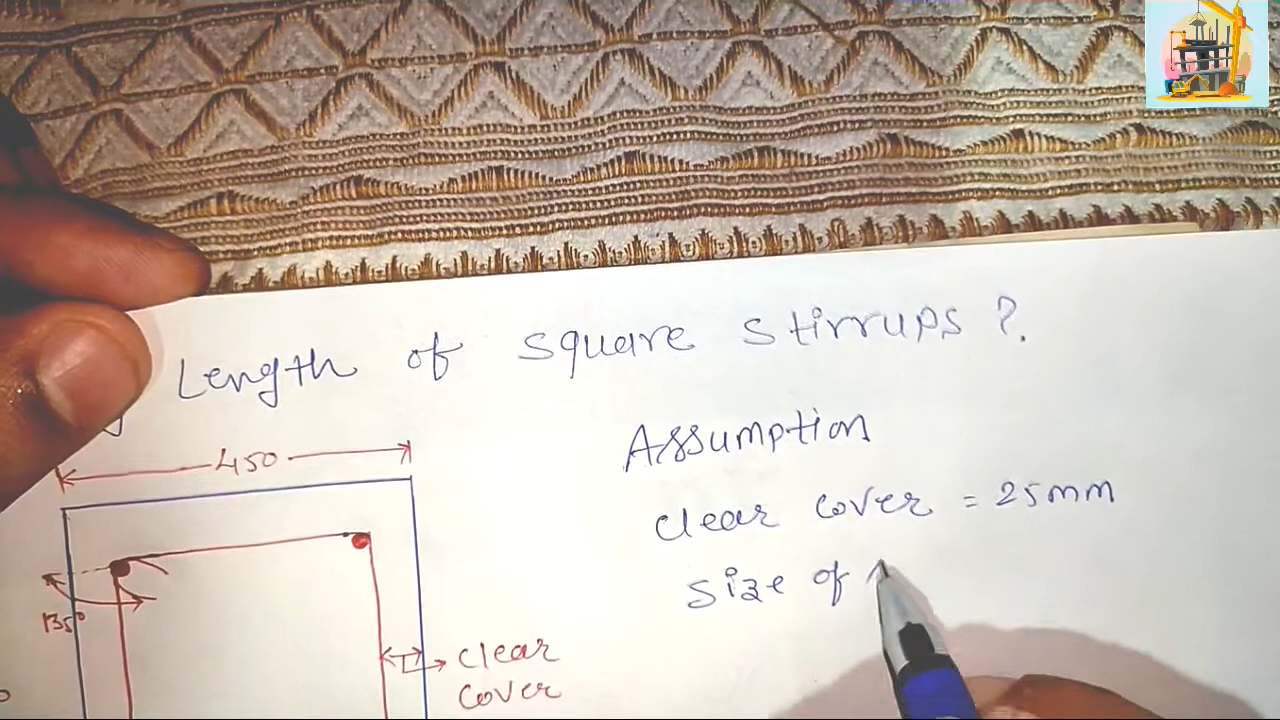 Length of square stirrups ?.
Assumption
450
clear cover = 25mm
size of
135°
clear
cover